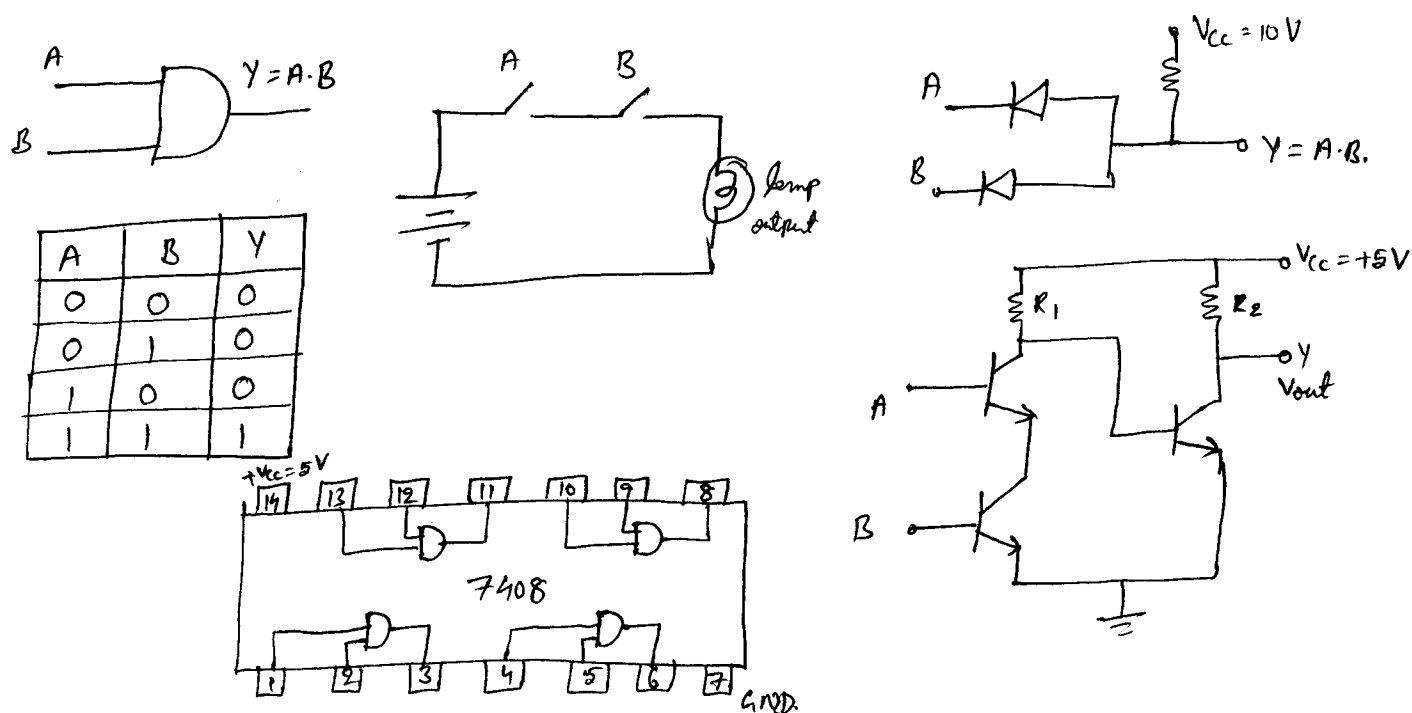 A
B
Y = A·B
A B Y
0 0 0
0 1 0
1 0 0
1 1 1
A B
lamp
output
Vcc = 10V
A
B
Y = A·B.
Vcc = +5V
R1 R2
Y
Vout
A
B
+Vcc = 5V
14 13 12 11 10 9 8
7408
1 2 3 4 5 6 7
GND.